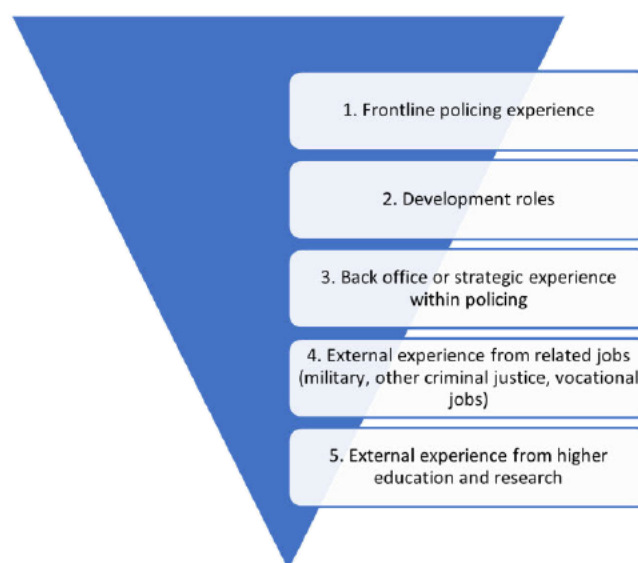 1. Frontline policing experience
2. Development roles
3. Back office or strategic experience
within policing
4. External experience from related jobs
(military, other criminal justice, vocational
jobs)
5. External experience from higher
education and research